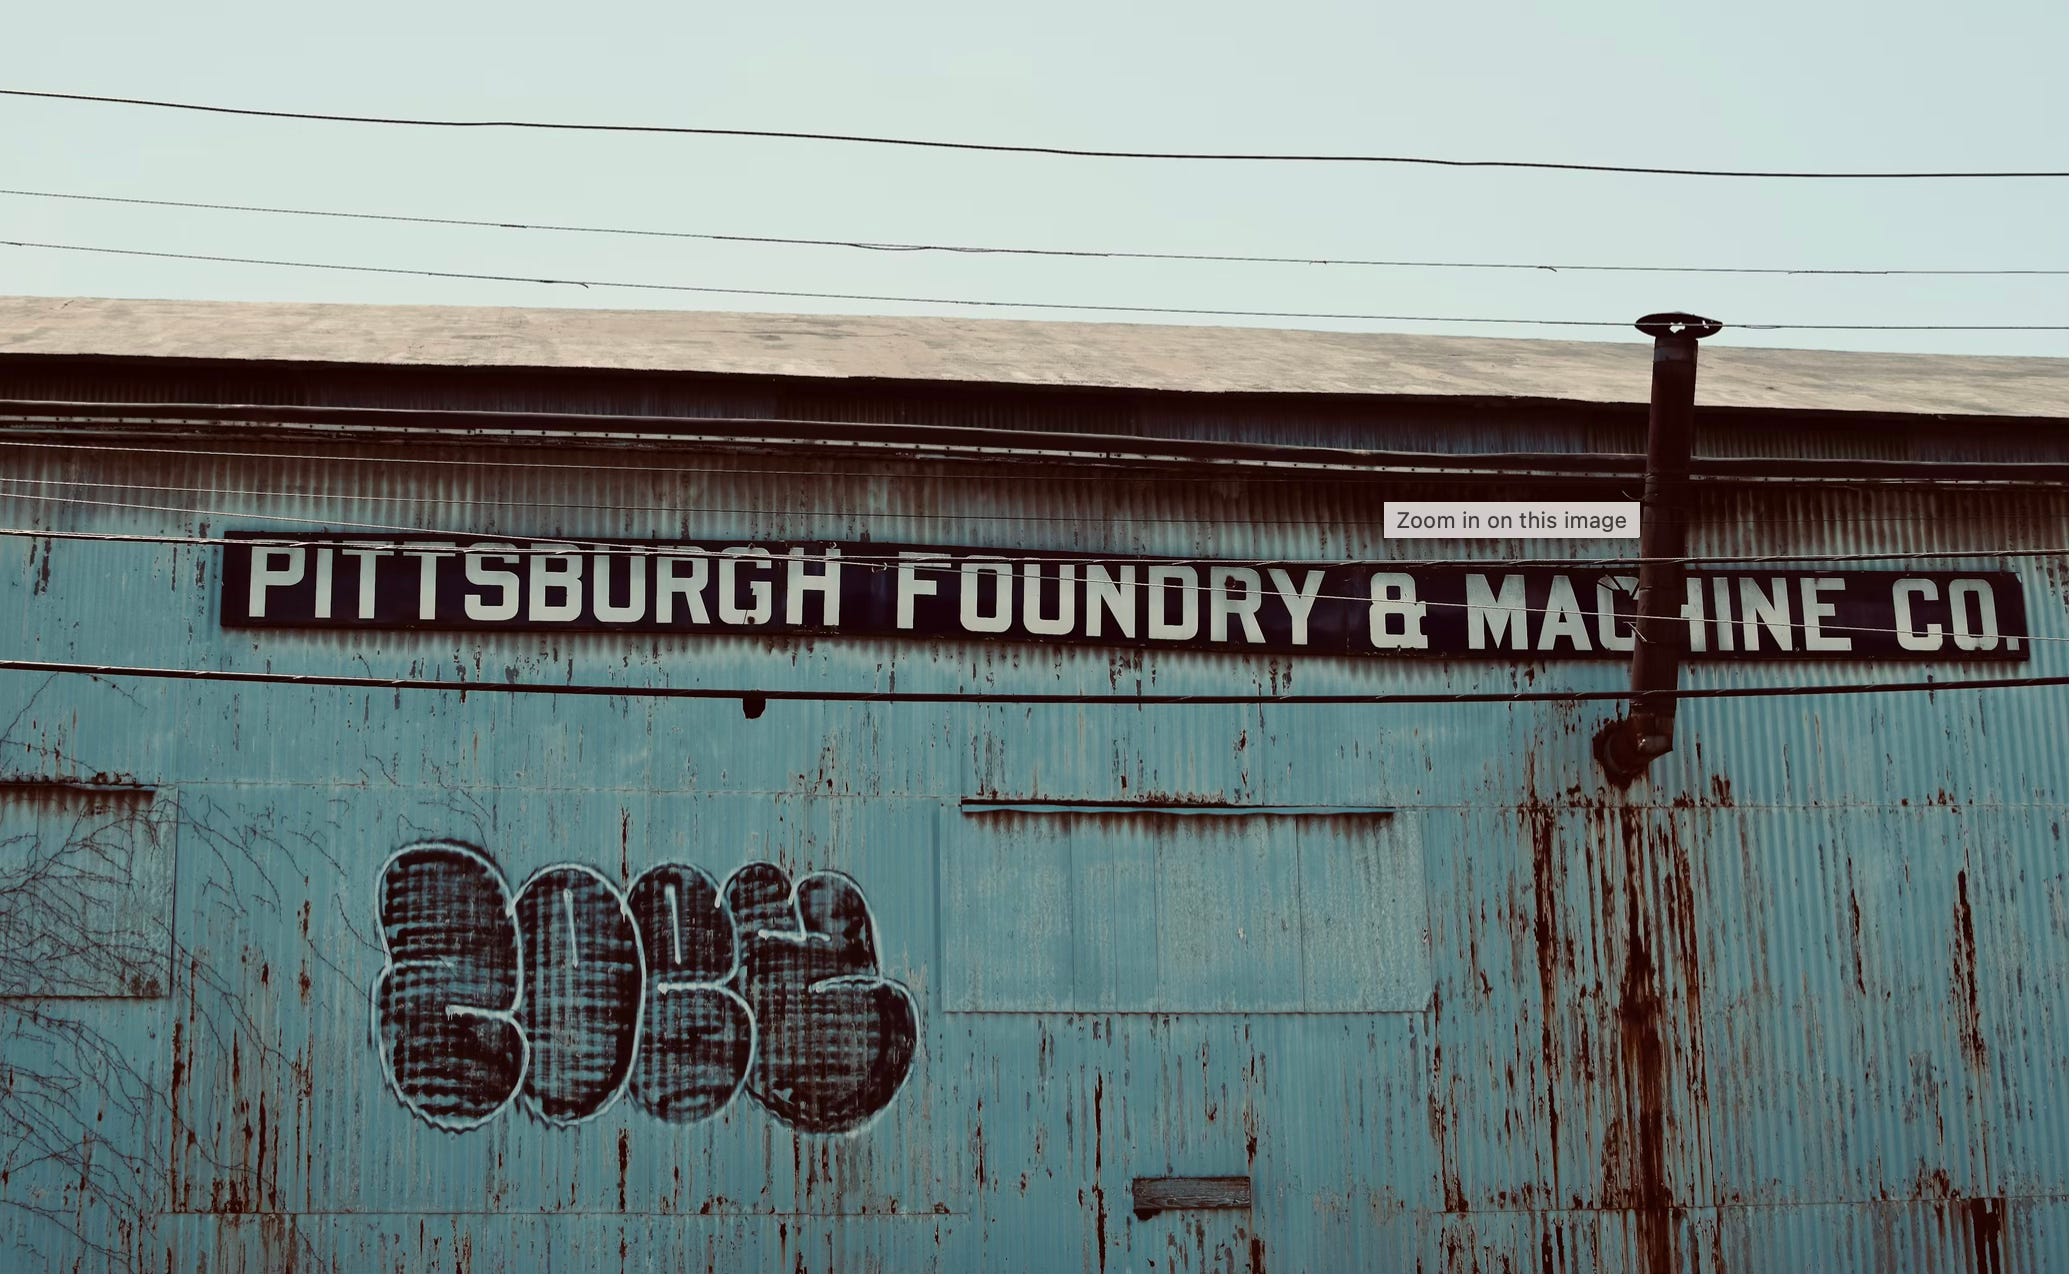 Zoom in on this image
PITTSBURGH FOUNDRY & MACHINE CO.